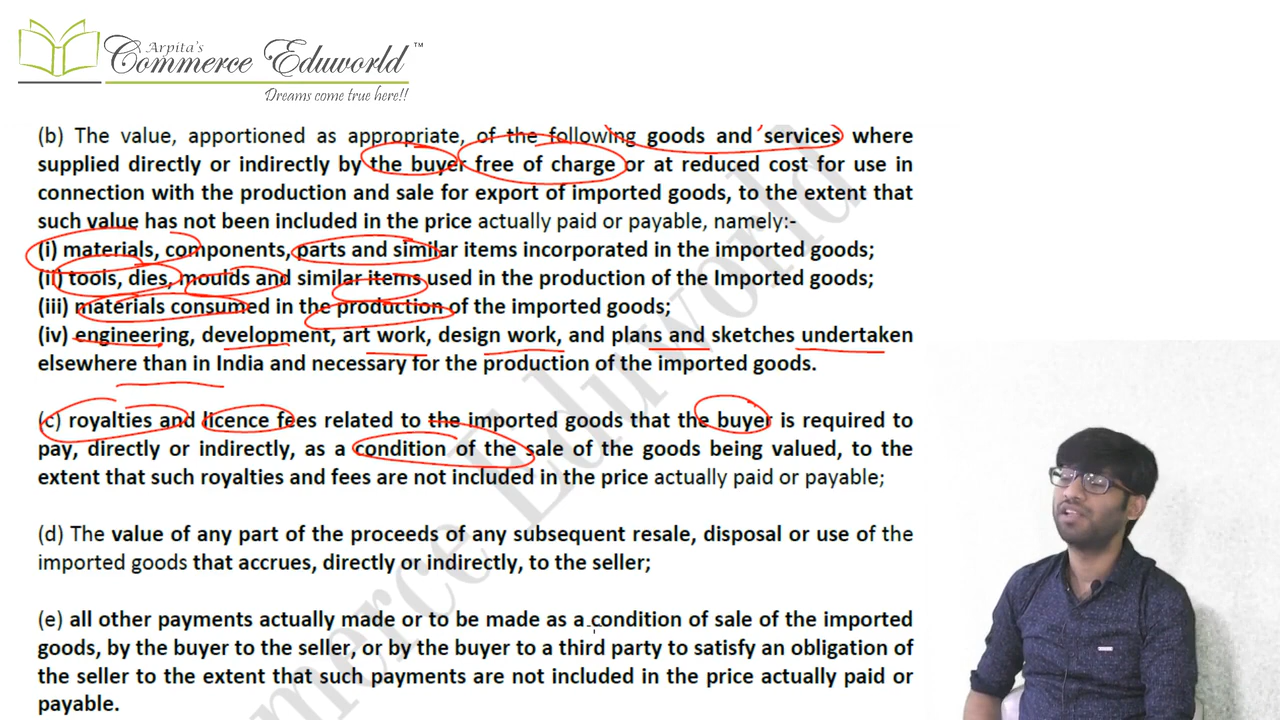 Arpita's
Commerce Eduworld™
Dreams come true here!!
(b) The value, apportioned as appropriate, of the following goods and services where
supplied directly or indirectly by the buyer free of charge or at reduced cost for use in
connection with the production and sale for export of imported goods, to the extent that
such value has not been included in the price actually paid or payable, namely:-
(i) materials, components, parts and similar items incorporated in the imported goods;
(ii) tools, dies, moulds and similar items used in the production of the Imported goods;
(iii) materials consumed in the production of the imported goods;
(iv) engineering, development, art work, design work, and plans and sketches undertaken
elsewhere than in India and necessary for the production of the imported goods.
(c) royalties and licence fees related to the imported goods that the buyer is required to
pay, directly or indirectly, as a condition of the sale of the goods being valued, to the
extent that such royalties and fees are not included in the price actually paid or payable;
(d) The value of any part of the proceeds of any subsequent resale, disposal or use of the
imported goods that accrues, directly or indirectly, to the seller;
(e) all other payments actually made or to be made as a condition of sale of the imported
goods, by the buyer to the seller, or by the buyer to a third party to satisfy an obligation of
the seller to the extent that such payments are not included in the price actually paid or
payable.
mmerce Eduworld